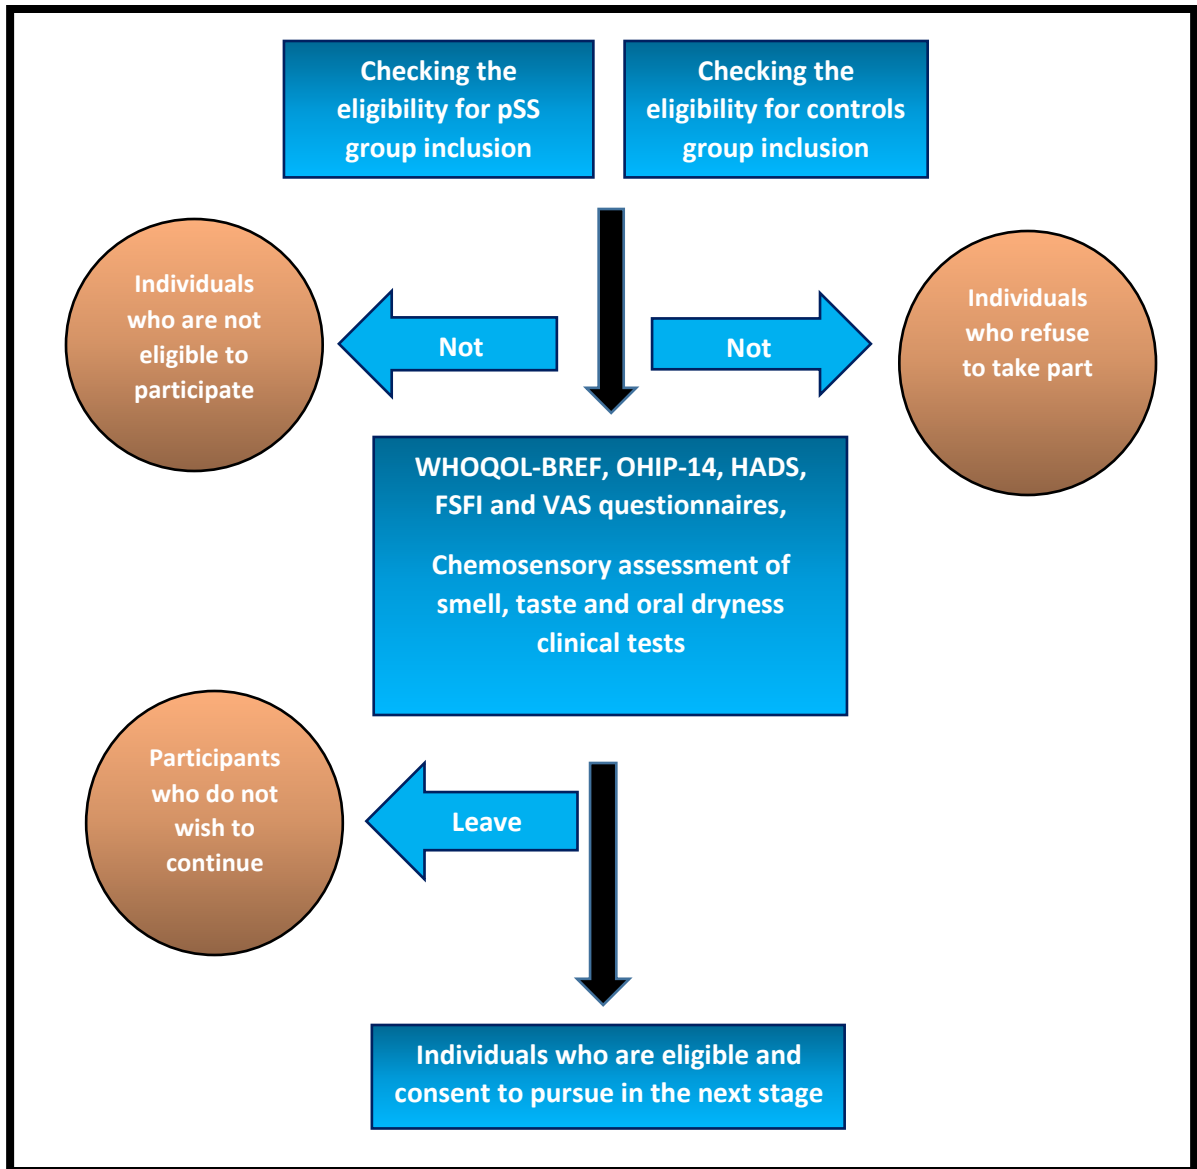 Checking the
eligibility for pSS
group inclusion
Checking the
eligibility for controls
group inclusion
Individuals
who are not
eligible to
participate
Not
Not
Individuals
who refuse
to take part
WHOQOL-BREF, OHIP-14, HADS,
FSFI and VAS questionnaires,
Chemosensory assessment of
smell, taste and oral dryness
clinical tests
Participants
who do not
wish to
continue
Leave
Individuals who are eligible and
consent to pursue in the next stage